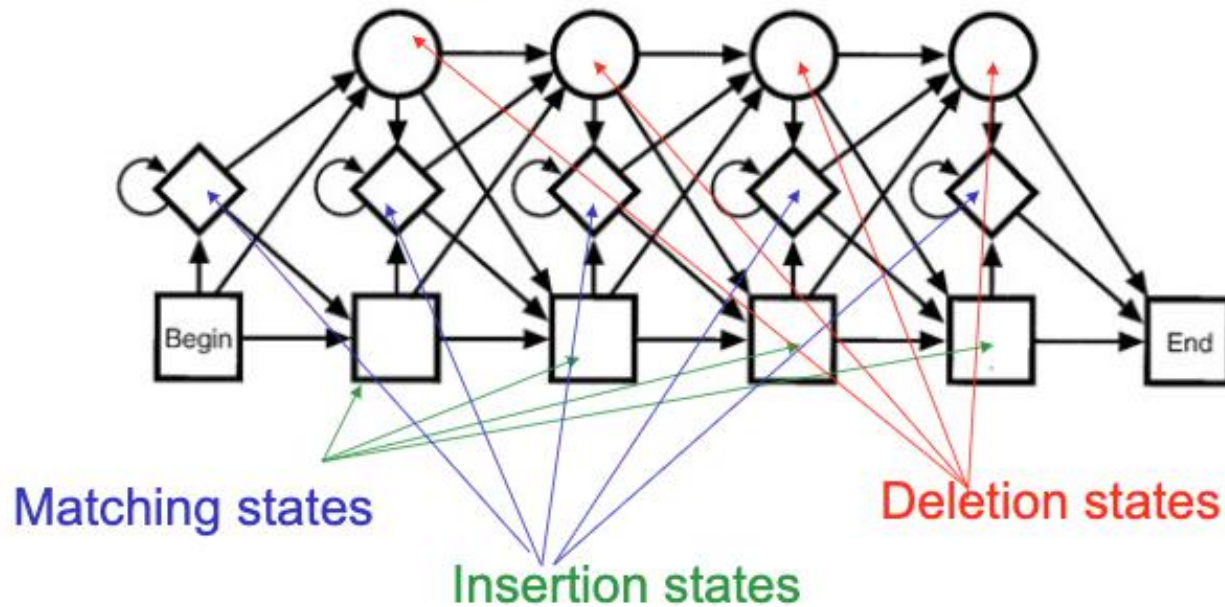 Begin
End
Matching states
Deletion states
Insertion states